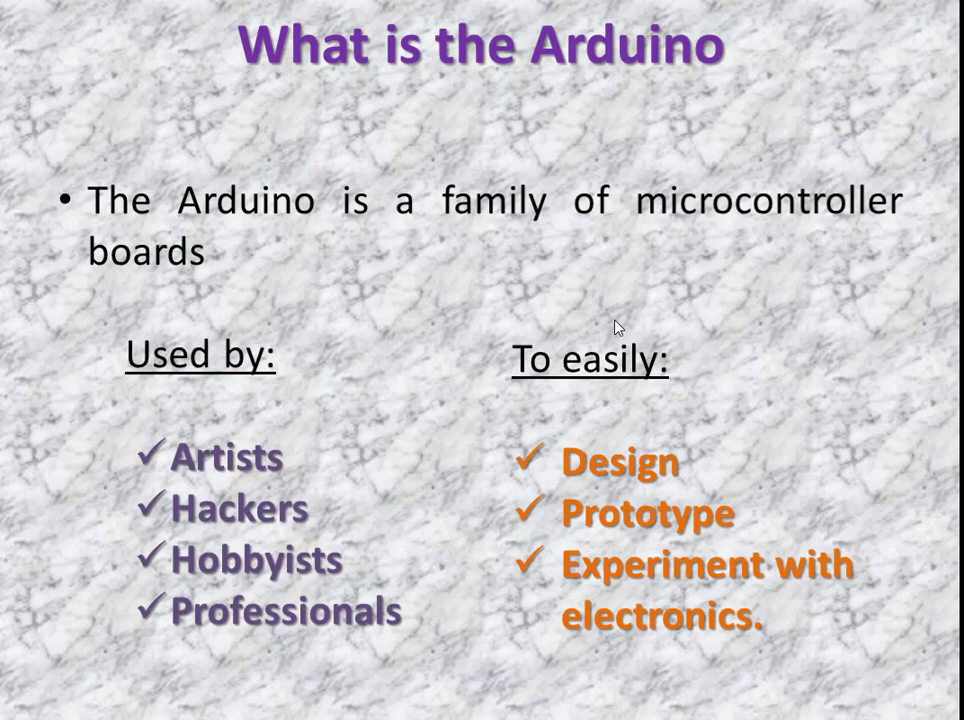 What is the Arduino
• The Arduino is a family of microcontroller
boards
Used by:
✓Artists
✓Hackers
✓Hobbyists
✓Professionals
To easily:
✓ Design
✓ Prototype
✓ Experiment with
electronics.